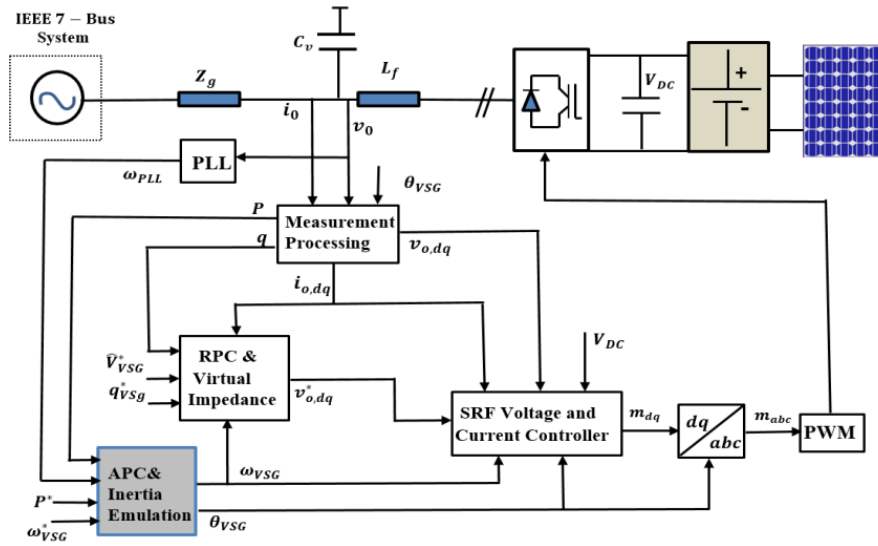 IEEE 7 – Bus
System
C_v
Z_g
L_f
V_DC
+
-
i_0
v_0
PLL
ω_PLL
θ_VSG
P
q
Measurement
Processing
v_o,dq
i_o,dq
V̂*_VSG
q*_VSg
RPC &
Virtual
Impedance
v*_o,dq
V_DC
SRF Voltage and
Current Controller
m_dq
dq
abc
m_abc
PWM
APC&
Inertia
Emulation
ω_VSG
θ_VSG
P*
ω*_VSG